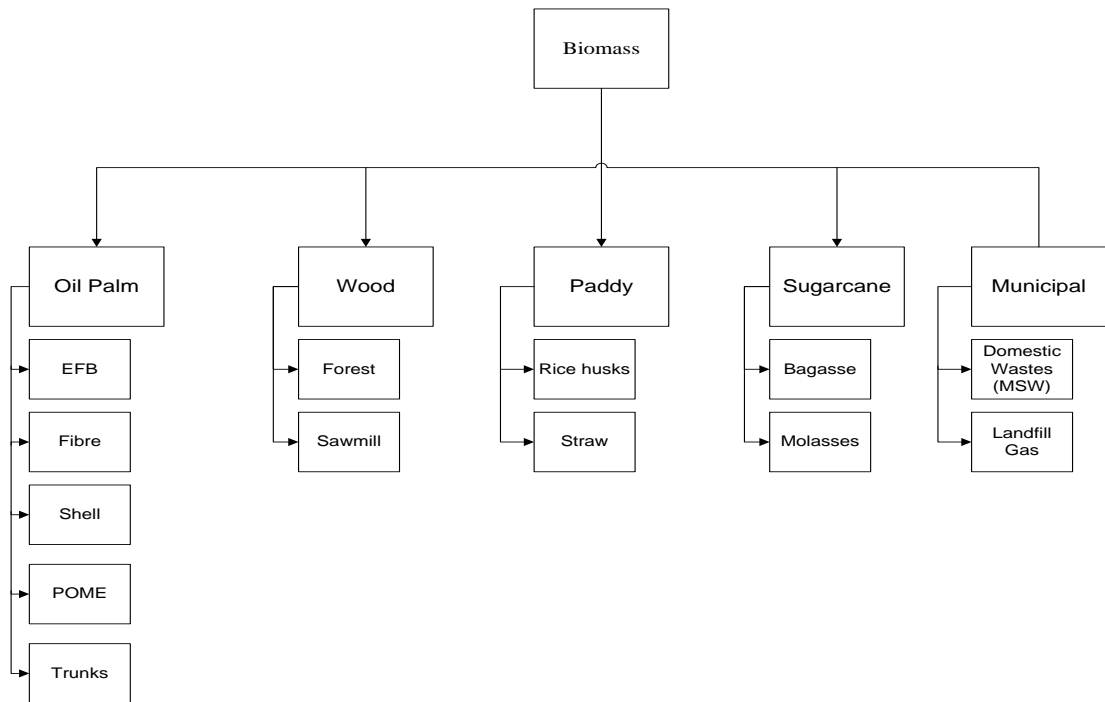 Biomass
Oil Palm
Wood
Paddy
Sugarcane
Municipal
EFB
Forest
Rice husks
Bagasse
Domestic
Wastes
(MSW)
Fibre
Sawmill
Straw
Molasses
Landfill
Gas
Shell
POME
Trunks